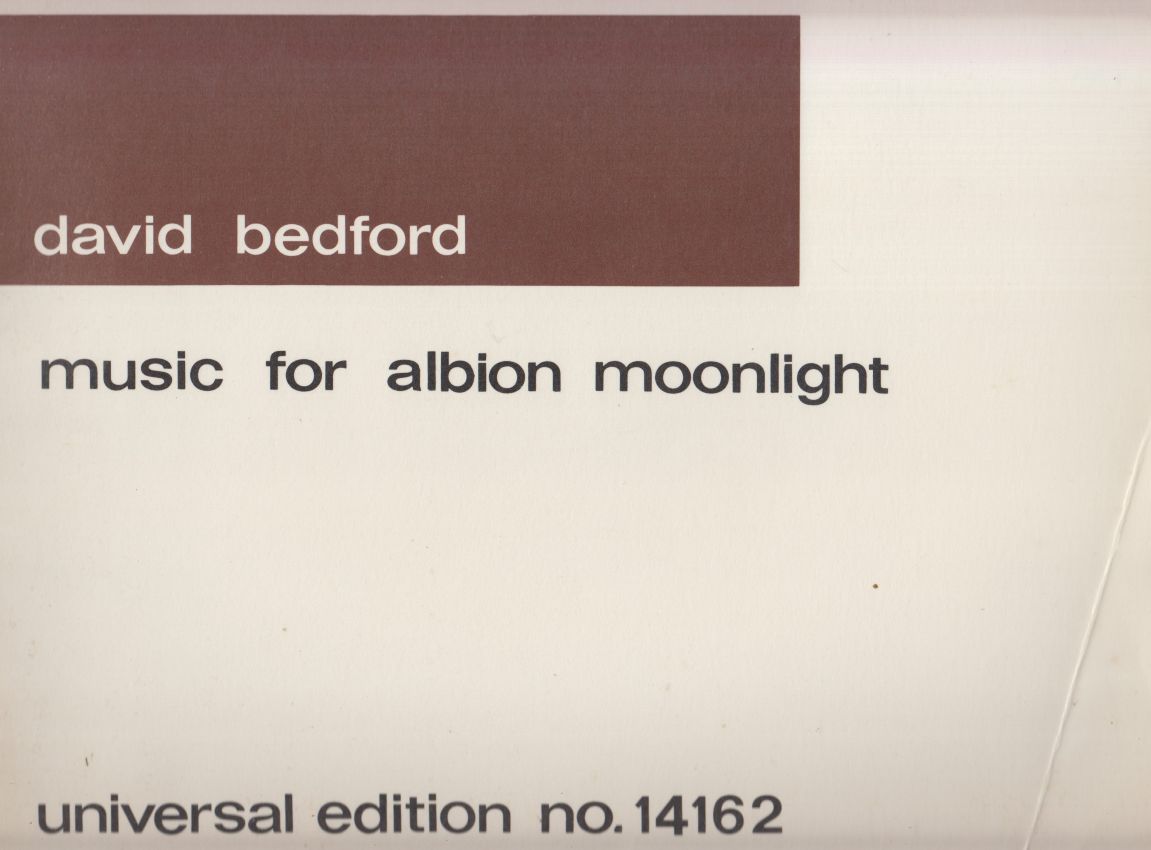 david bedford
music for albion moonlight
universal edition no. 14162